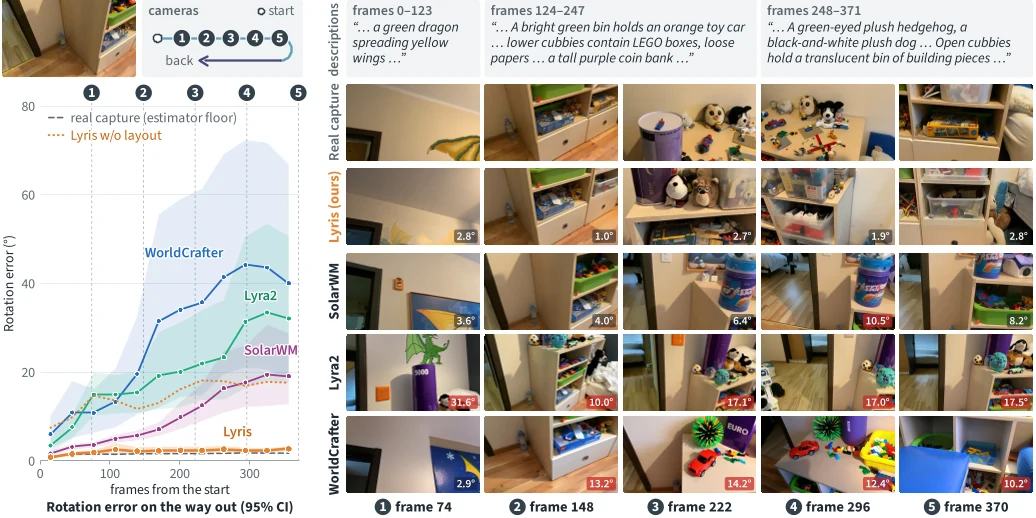 cameras
start
1 2 3 4 5
back
descriptions
frames 0–123
“… a green dragon
spreading yellow
wings …”
frames 124–247
“… A bright green bin holds an orange toy car
… lower cubbies contain LEGO boxes, loose
papers … a tall purple coin bank …”
frames 248–371
“… A green-eyed plush hedgehog, a
black-and-white plush dog … Open cubbies
hold a translucent bin of building pieces …”
1 2 3 4 5
80
60
40
20
0
Rotation error (°)
real capture (estimator floor)
Lyris w/o layout
WorldCrafter
Lyra2
SolarWM
Lyris
0 100 200 300
frames from the start
Rotation error on the way out (95% CI)
Real capture
Lyris (ours)
2.8° 1.0° 2.7° 1.9° 2.8°
SolarWM
3.6° 4.0° 6.4° 10.5° 8.2°
Lyra2
5000
31.6° 10.0° 17.1° 17.0° 17.5°
WorldCrafter
EURO
2.9° 13.2° 14.2° 12.4° 10.2°
1 frame 74
2 frame 148
3 frame 222
4 frame 296
5 frame 370